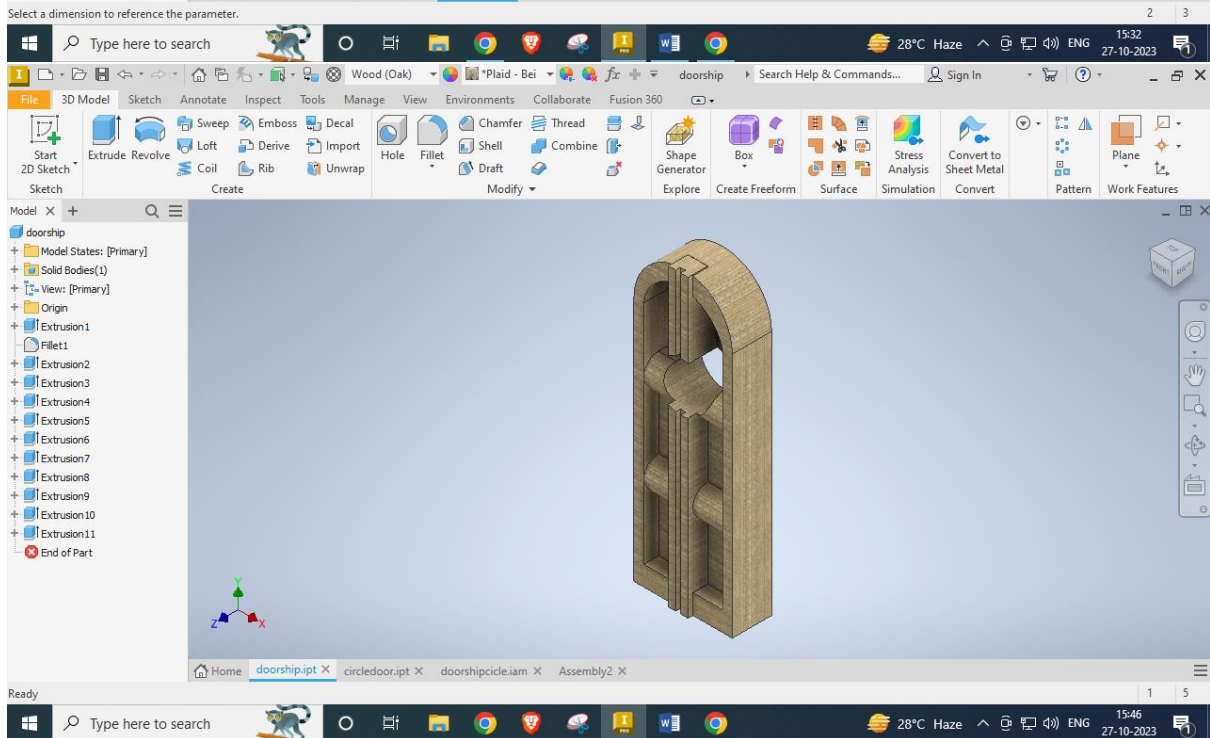 Select a dimension to reference the parameter. 2 3
Type here to search 28°C Haze ENG 15:32
27-10-2023
PRO
Wood (Oak) *Plaid - Bei fx doorship Search Help & Commands... Sign In
File 3D Model Sketch Annotate Inspect Tools Manage View Environments Collaborate Fusion 360
Start 2D Sketch Extrude Revolve Sweep Emboss Decal Hole Fillet Chamfer Thread Shape Generator Box Stress Analysis Convert to Sheet Metal Plane
Loft Derive Import Shell Combine
Coil Rib Unwrap Draft
Sketch Create Modify Explore Create Freeform Surface Simulation Convert Pattern Work Features
Model
doorship
Model States: [Primary]
Solid Bodies(1)
View: [Primary]
Origin
Extrusion1
Fillet1
Extrusion2
Extrusion3
Extrusion4
Extrusion5
Extrusion6
Extrusion7
Extrusion8
Extrusion9
Extrusion10
Extrusion11
End of Part
Y
Z X
Home doorship.ipt circledoor.ipt doorshipcicle.iam Assembly2
Ready 1 5
Type here to search 28°C Haze ENG 15:46
27-10-2023